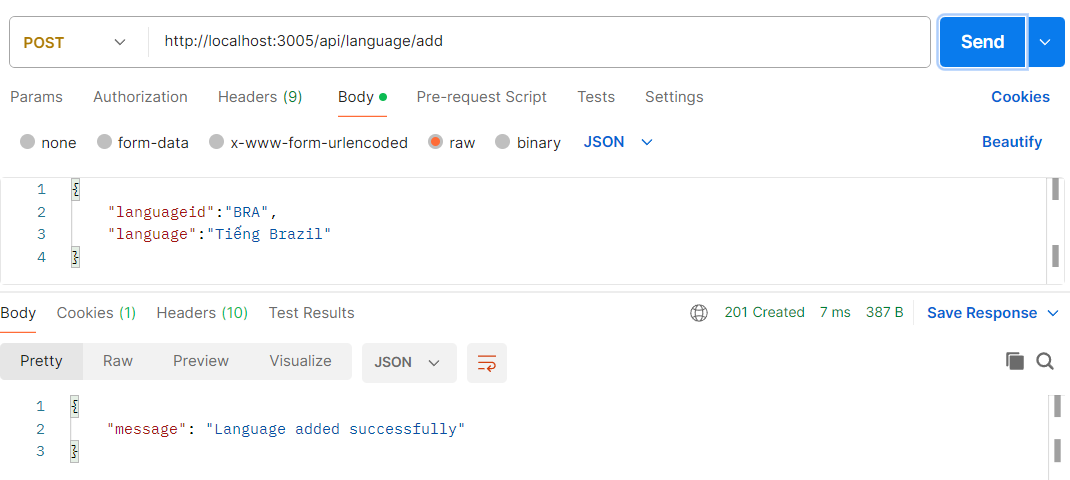 POST http://localhost:3005/api/language/add Send
Params Authorization Headers (9) Body Pre-request Script Tests Settings Cookies
none form-data x-www-form-urlencoded raw binary JSON Beautify
1 {
2 "languageid":"BRA",
3 "language":"Tiếng Brazil"
4 }
Body Cookies (1) Headers (10) Test Results 201 Created 7 ms 387 B Save Response
Pretty Raw Preview Visualize JSON
1 {
2 "message": "Language added successfully"
3 }